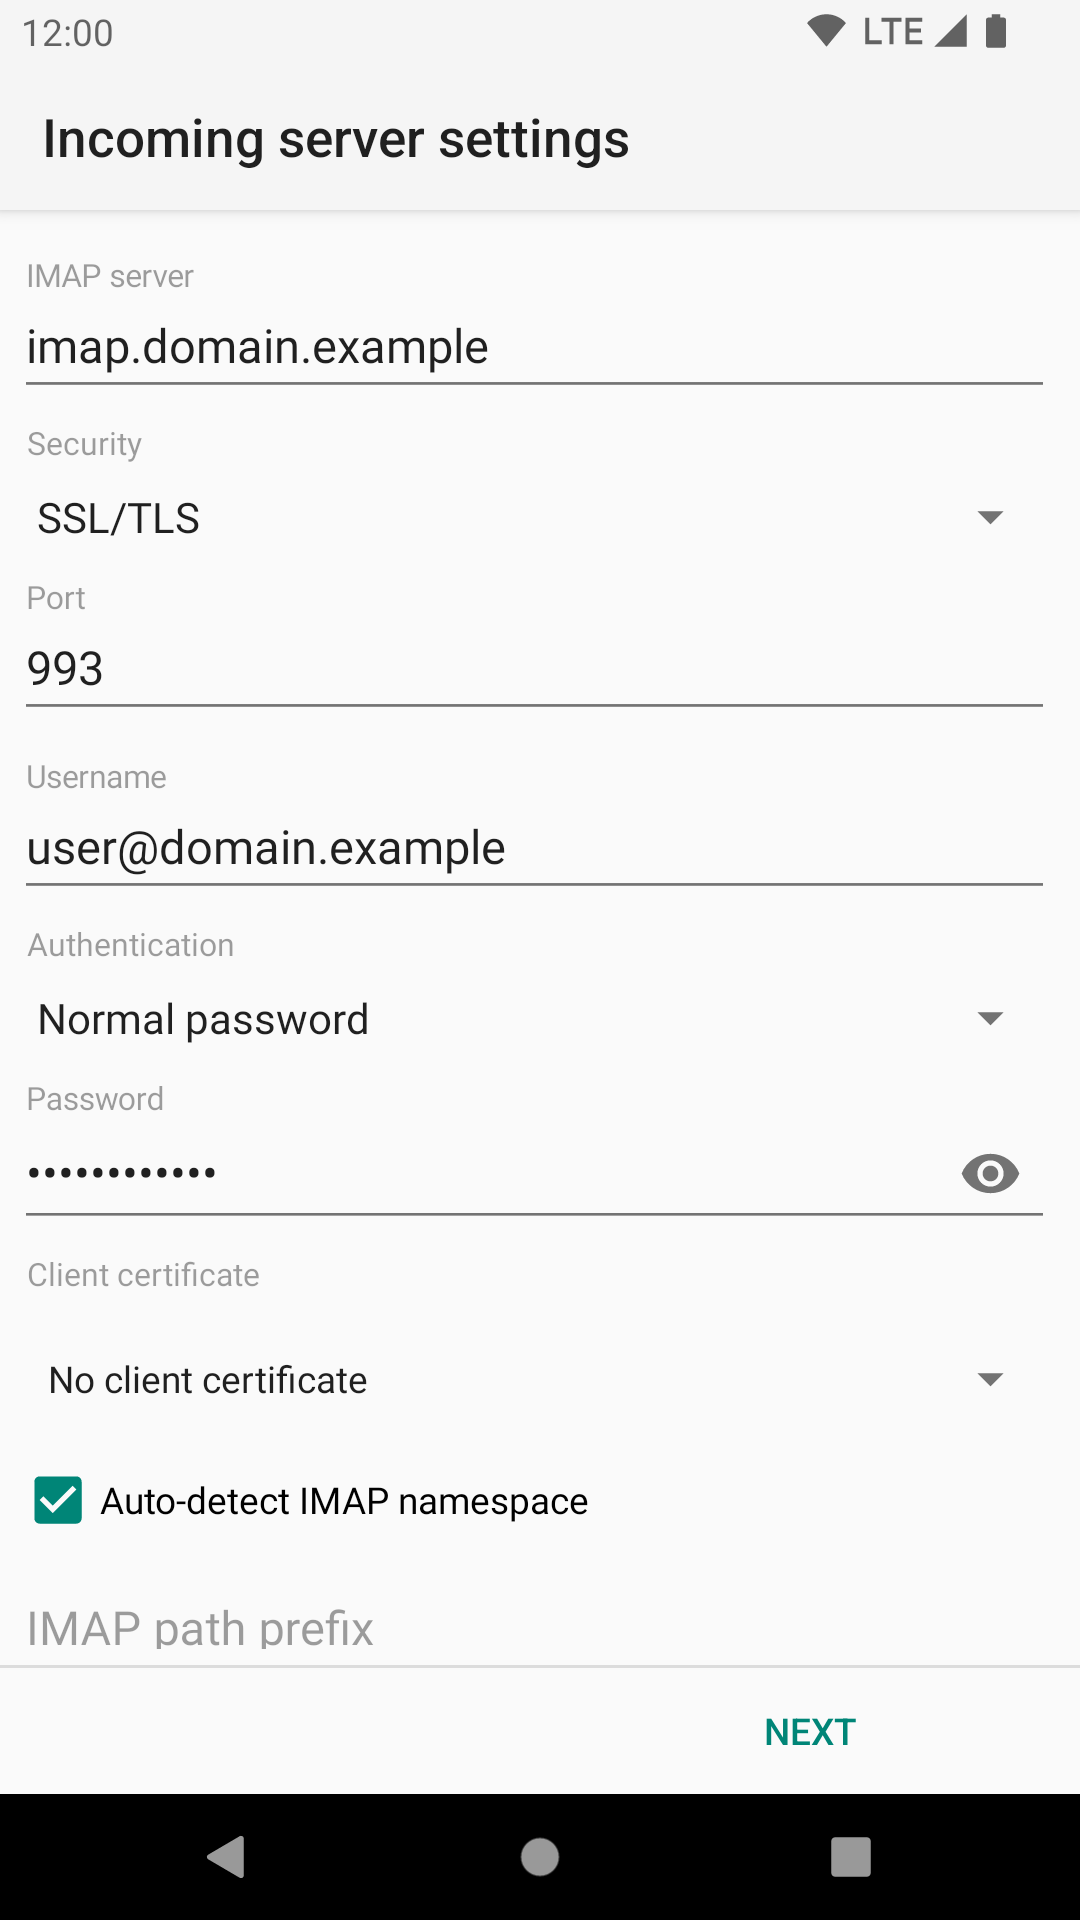 12:00 LTE
Incoming server settings
IMAP server
imap.domain.example
Security
SSL/TLS
Port
993
Username
user@domain.example
Authentication
Normal password
Password
••••••••••••
Client certificate
No client certificate
Auto-detect IMAP namespace
IMAP path prefix
NEXT